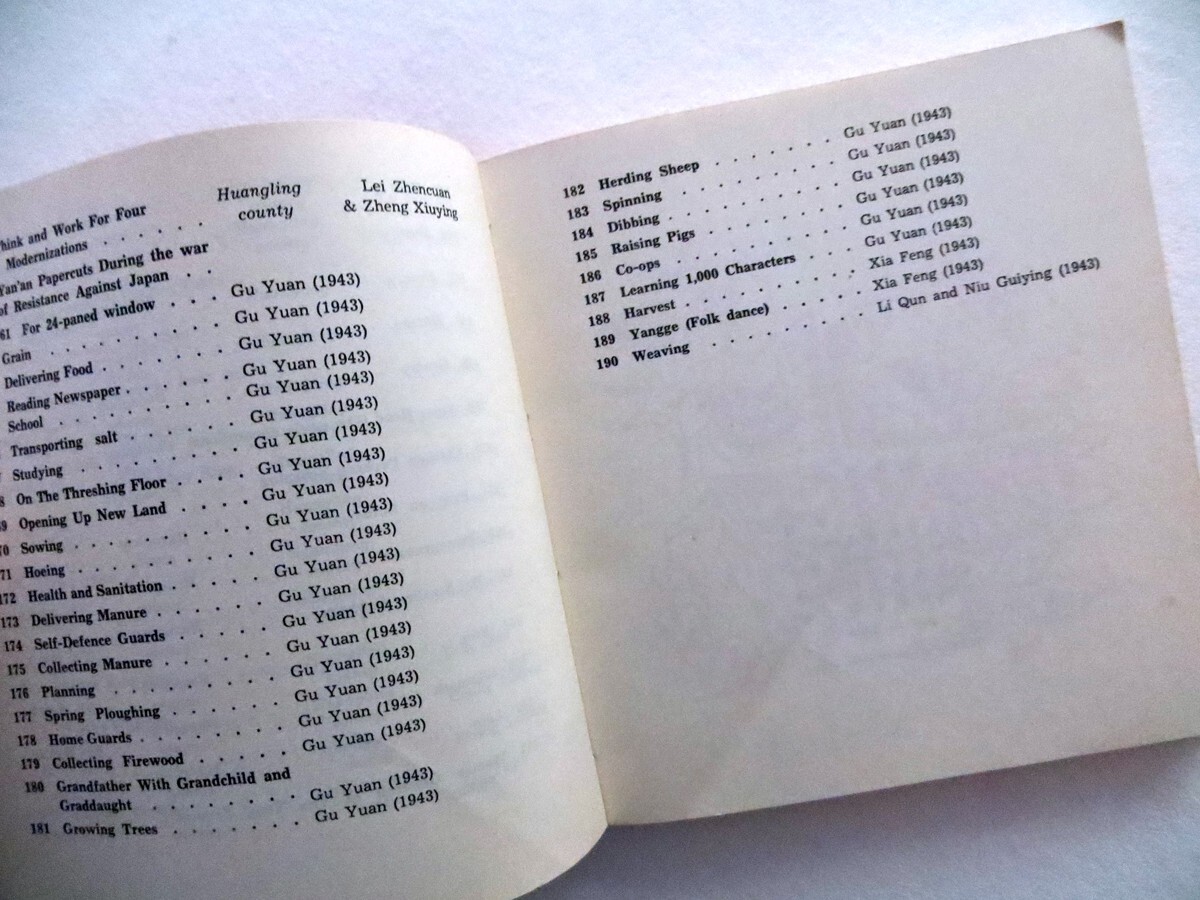 hink and Work For Four Huangling Lei Zhencuan
Modernizations . . . . . . county & Zheng Xiuying
Yan'an Papercuts During the war
of Resistance Against Japan . .
61 For 24-paned window . . . Gu Yuan (1943)
Grain . . . . . . . . . Gu Yuan (1943)
Delivering Food . . . . . . . Gu Yuan (1943)
Reading Newspaper . . . . . . Gu Yuan (1943)
School . . . . . . . . . Gu Yuan (1943)
Transporting salt . . . . . . Gu Yuan (1943)
Studying . . . . . . . . Gu Yuan (1943)
8 On The Threshing Floor . . . . Gu Yuan (1943)
69 Opening Up New Land . . . . Gu Yuan (1943)
70 Sowing . . . . . . . . . Gu Yuan (1943)
71 Hoeing . . . . . . . . . Gu Yuan (1943)
172 Health and Sanitation . . . . . Gu Yuan (1943)
173 Delivering Manure . . . . . . Gu Yuan (1943)
174 Self-Defence Guards . . . . . Gu Yuan (1943)
175 Collecting Manure . . . . . . Gu Yuan (1943)
176 Planning . . . . . . . . Gu Yuan (1943)
177 Spring Ploughing . . . . . . Gu Yuan (1943)
178 Home Guards . . . . . . . Gu Yuan (1943)
179 Collecting Firewood . . . . . Gu Yuan (1943)
180 Grandfather With Grandchild and
Graddaught . . . . . . . . Gu Yuan (1943)
181 Growing Trees . . . . . . . Gu Yuan (1943)
182 Herding Sheep . . . . . . . Gu Yuan (1943)
183 Spinning . . . . . . . . Gu Yuan (1943)
184 Dibbing . . . . . . . . . Gu Yuan (1943)
185 Raising Pigs . . . . . . . Gu Yuan (1943)
186 Co-ops . . . . . . . . . Gu Yuan (1943)
187 Learning 1,000 Characters . . . Gu Yuan (1943)
188 Harvest . . . . . . . . . Xia Feng (1943)
189 Yangge (Folk dance) . . . . . Xia Feng (1943)
190 Weaving . . . . . . . . Li Qun and Niu Guiying (1943)